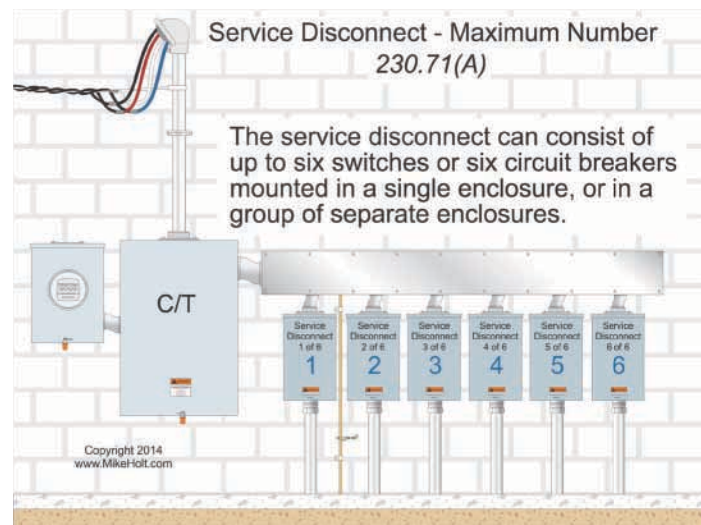 Service Disconnect - Maximum Number
230.71(A)
The service disconnect can consist of
up to six switches or six circuit breakers
mounted in a single enclosure, or in a
group of separate enclosures.
C/T
Service
Disconnect
1 of 6
1
Service
Disconnect
2 of 6
2
Service
Disconnect
3 of 6
3
Service
Disconnect
4 of 6
4
Service
Disconnect
5 of 6
5
Service
Disconnect
6 of 6
6
Copyright 2014
www.MikeHolt.com